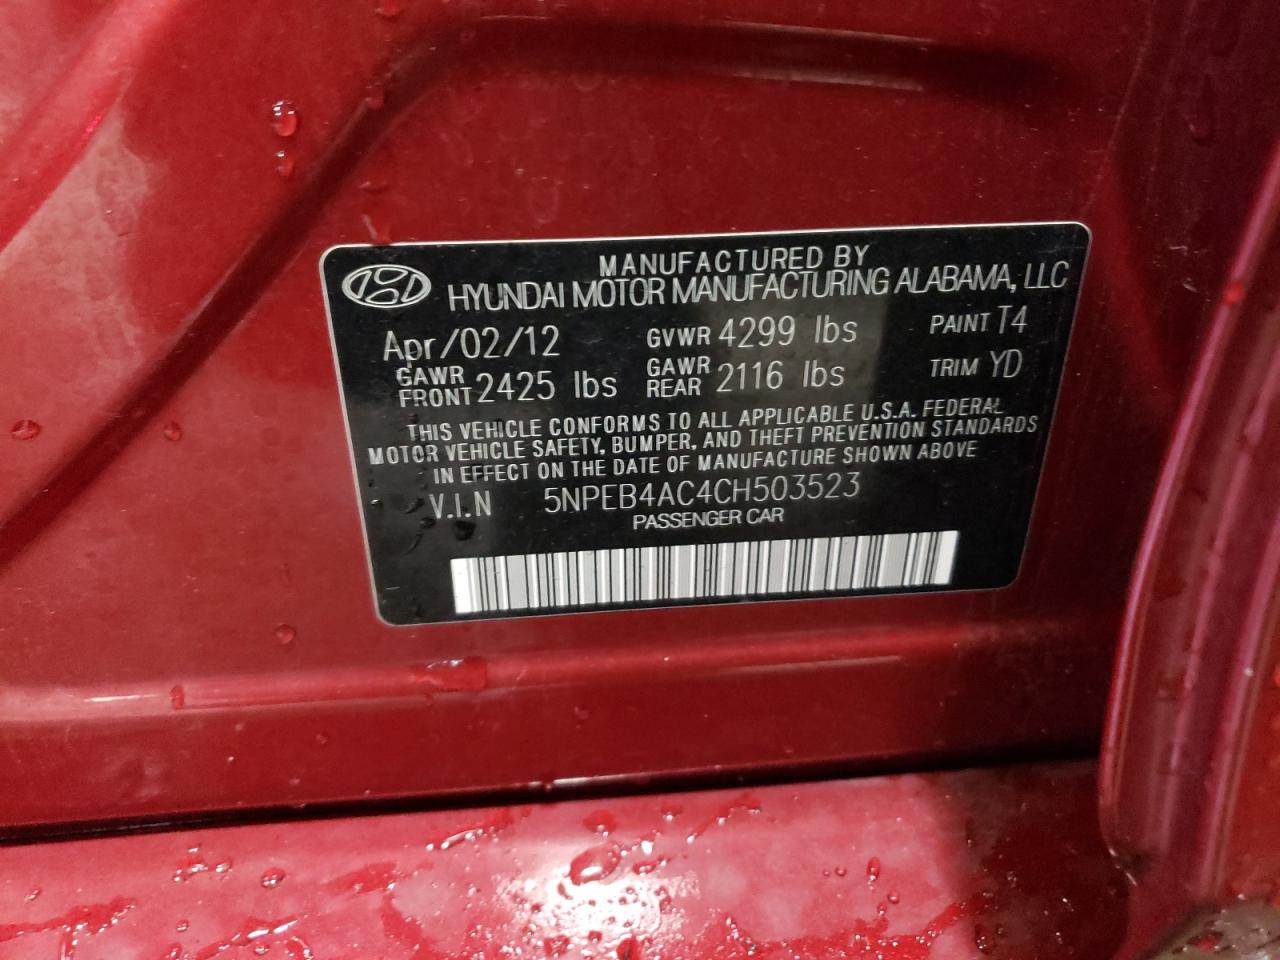 MANUFACTURED BY
HYUNDAI MOTOR MANUFACTURING ALABAMA, LLC
Apr/02/12 GVWR 4299 lbs PAINT T4
GAWR FRONT 2425 lbs GAWR REAR 2116 lbs TRIM YD
THIS VEHICLE CONFORMS TO ALL APPLICABLE U.S.A. FEDERAL
MOTOR VEHICLE SAFETY, BUMPER, AND THEFT PREVENTION STANDARDS
IN EFFECT ON THE DATE OF MANUFACTURE SHOWN ABOVE
V.I.N 5NPEB4AC4CH503523
PASSENGER CAR